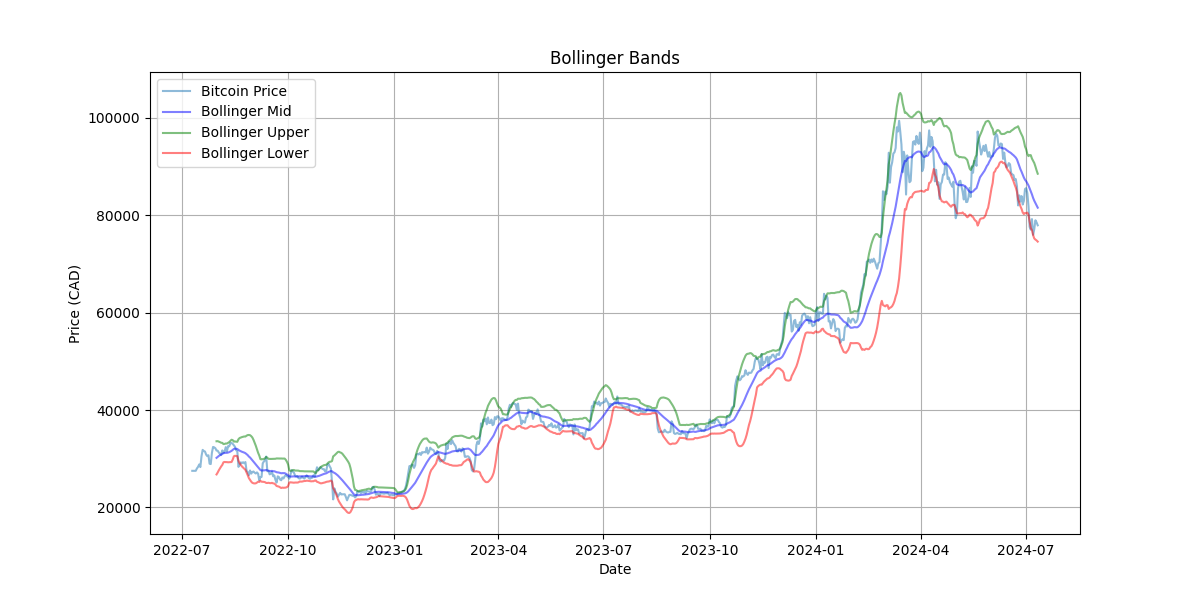 Bollinger Bands
Bitcoin Price
Bollinger Mid
Bollinger Upper
Bollinger Lower
Price (CAD)
100000
80000
60000
40000
20000
2022-07 2022-10 2023-01 2023-04 2023-07 2023-10 2024-01 2024-04 2024-07
Date